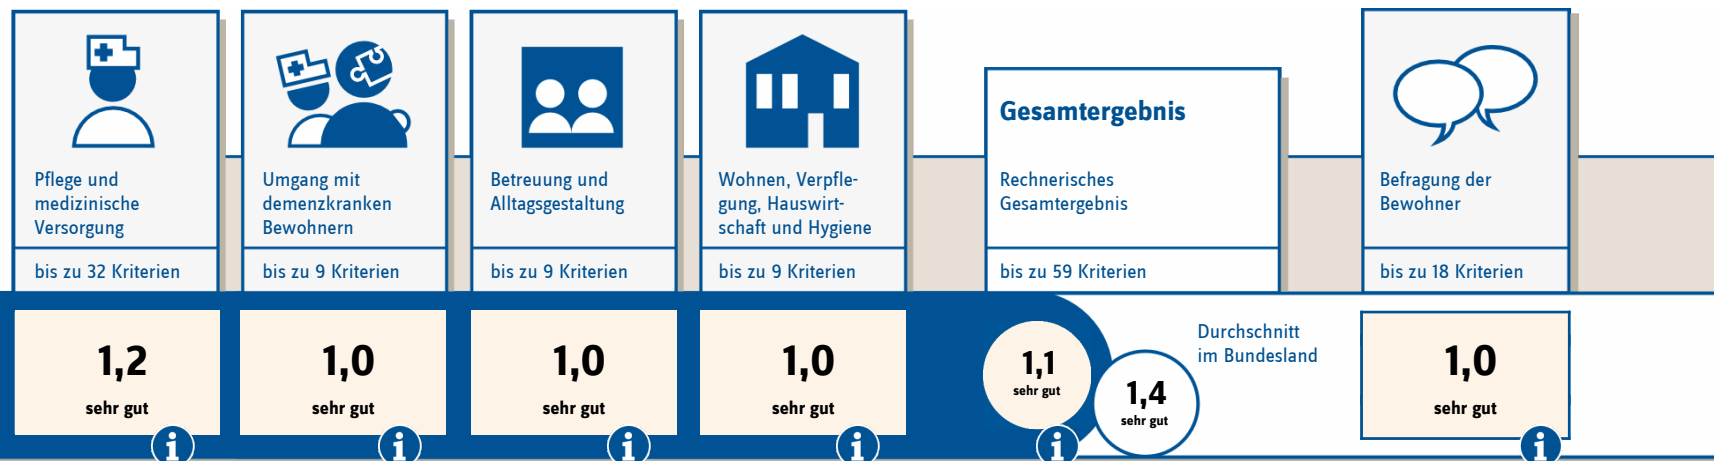 Pflege und
medizinische
Versorgung
bis zu 32 Kriterien
1,2
sehr gut
Umgang mit
demenzkranken
Bewohnern
bis zu 9 Kriterien
1,0
sehr gut
Betreuung und
Alltagsgestaltung
bis zu 9 Kriterien
1,0
sehr gut
Wohnen, Verpfle-
gung, Hauswirt-
schaft und Hygiene
bis zu 9 Kriterien
1,0
sehr gut
Gesamtergebnis
Rechnerisches
Gesamtergebnis
bis zu 59 Kriterien
1,1
sehr gut
Durchschnitt
im Bundesland
1,4
sehr gut
Befragung der
Bewohner
bis zu 18 Kriterien
1,0
sehr gut